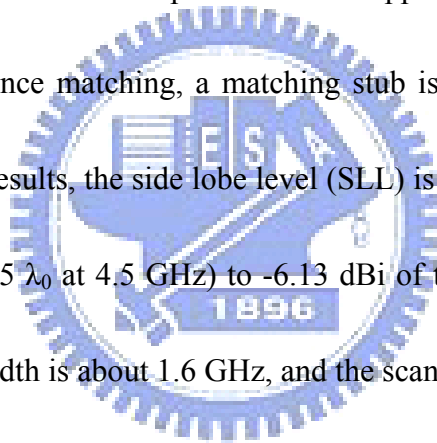 nce matching, a matching stub is
E S A
esults, the side lobe level (SLL) is
5 λ₀ at 4.5 GHz) to -6.13 dBi of t
1896
dth is about 1.6 GHz, and the scan